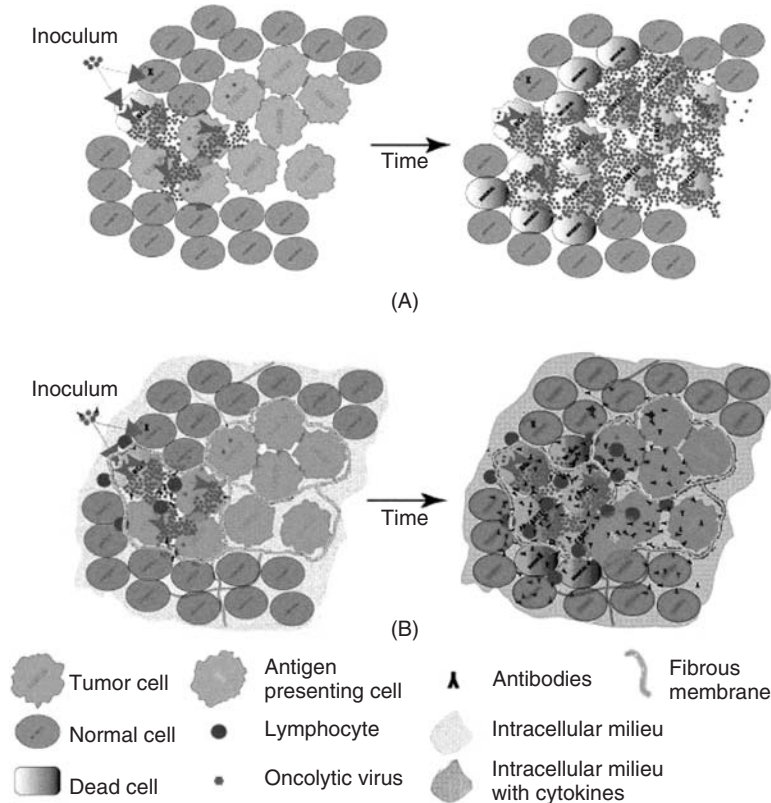 Inoculum
Time
(A)
Inoculum
Time
(B)
Tumor cell
Antigen
presenting cell
Antibodies
Fibrous
membrane
Normal cell
Lymphocyte
Intracellular milieu
Dead cell
Oncolytic virus
Intracellular milieu
with cytokines